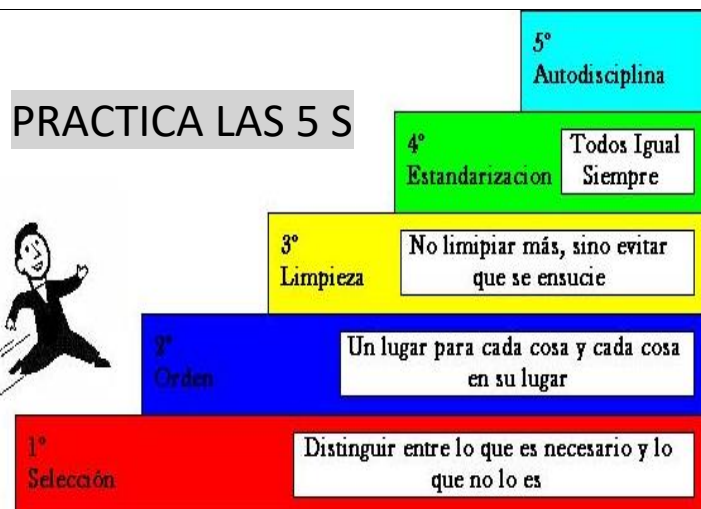 PRACTICA LAS 5 S
5°
Autodisciplina
4°
Estandarizacion
Todos Igual
Siempre
3°
Limpieza
No limipiar más, sino evitar
que se ensucie
2°
Orden
Un lugar para cada cosa y cada cosa
en su lugar
1°
Selección
Distinguir entre lo que es necesario y lo
que no lo es